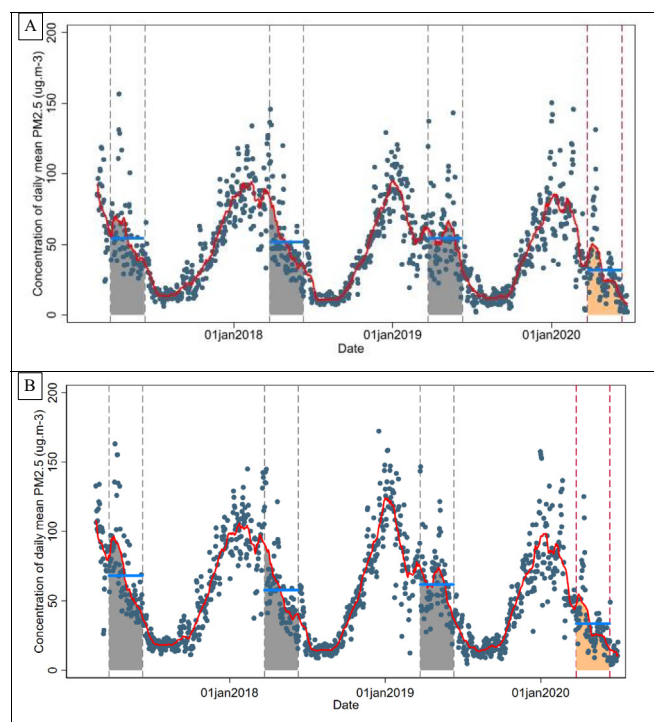 A
Concentration of daily mean PM2.5 (ug.m-3)
200
150
100
50
0
01jan2018
01jan2019
01jan2020
Date
B
Concentration of daily mean PM2.5 (ug.m-3)
200
150
100
50
0
01jan2018
01jan2019
01jan2020
Date